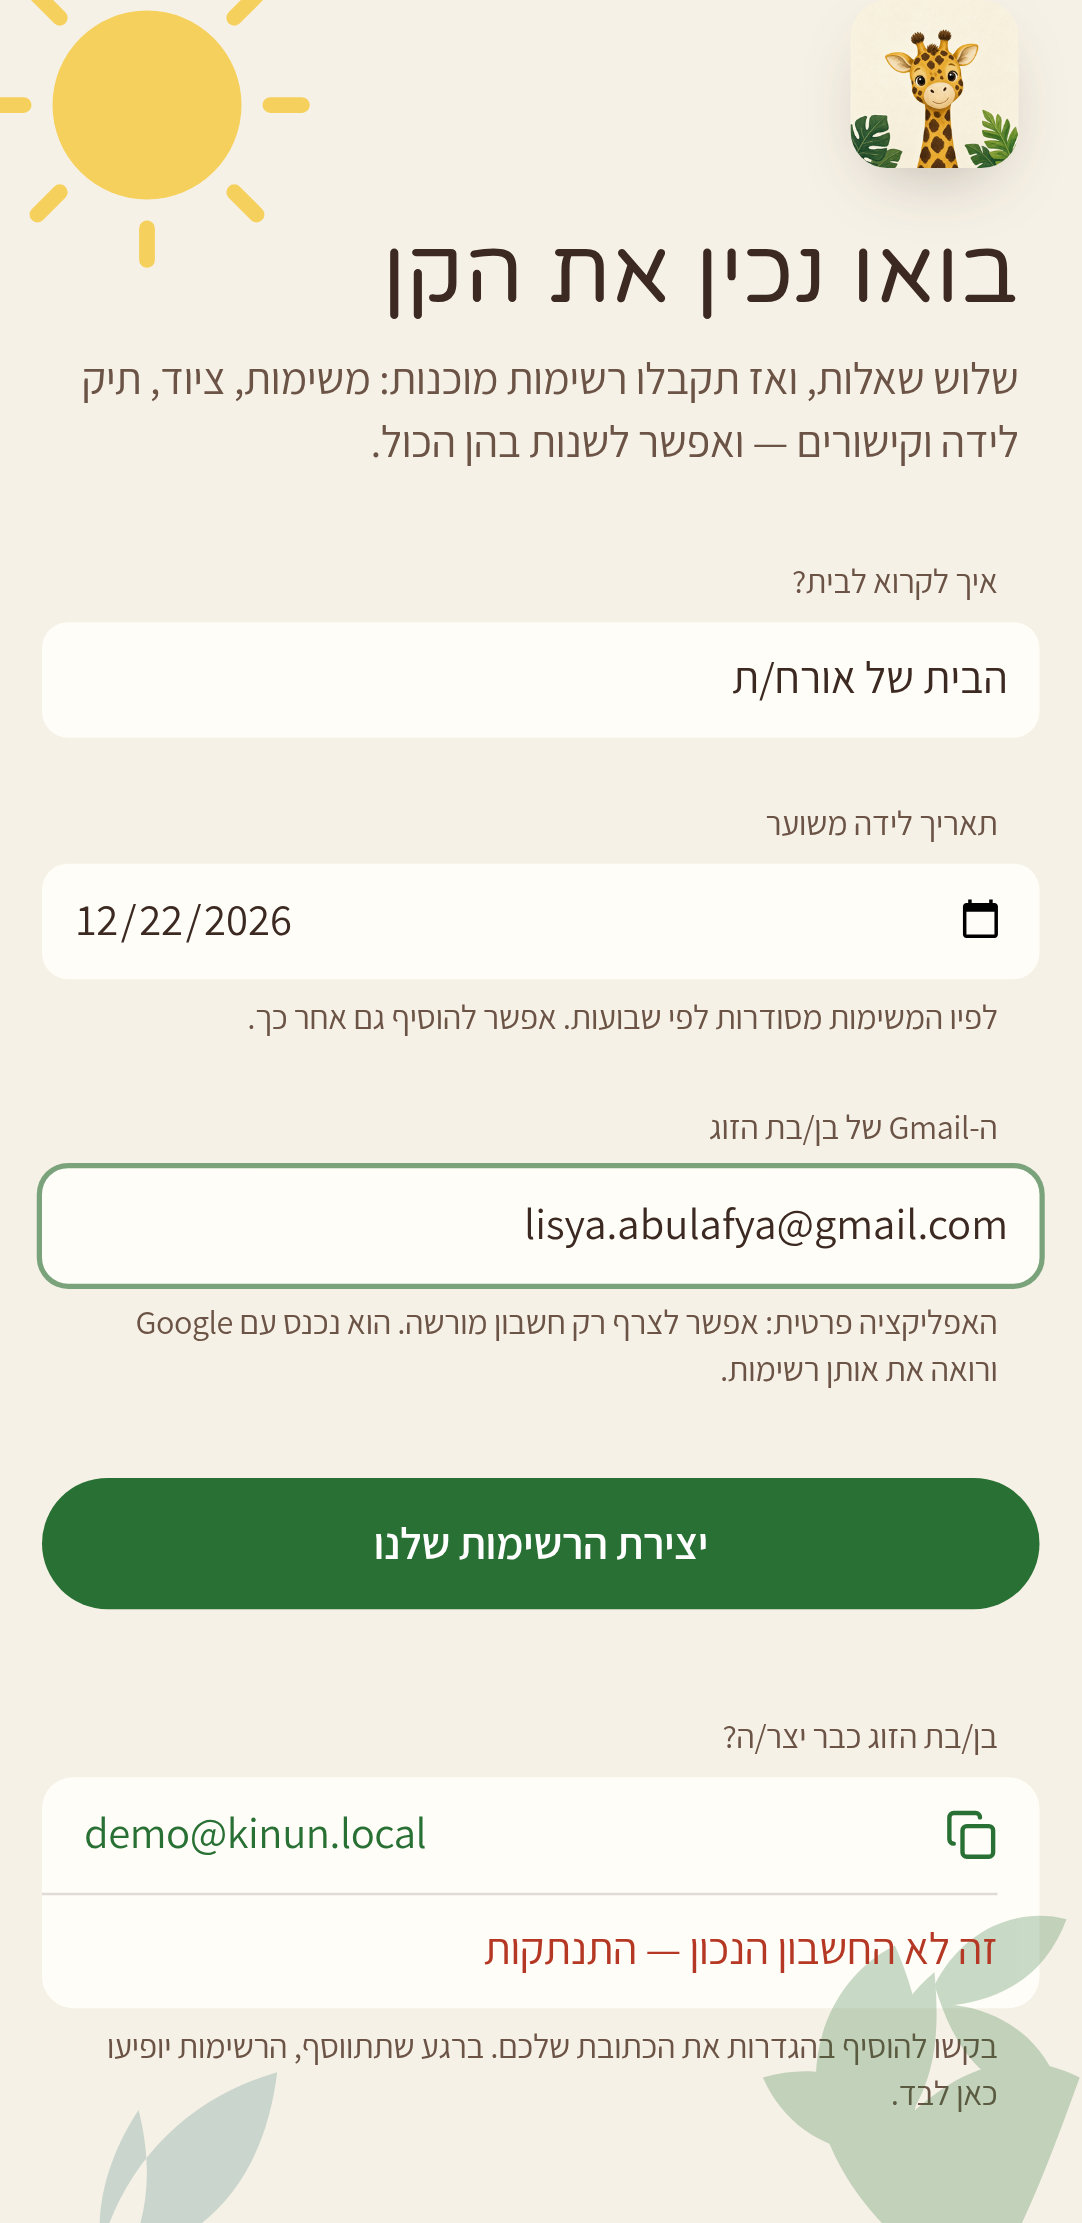 בואו נכין את הקן
שלוש שאלות, ואז תקבלו רשימות מוכנות: משימות, ציוד, תיק
לידה וקישורים — ואפשר לשנות בהן הכול.
איך לקרוא לבית?
הבית של אורח/ת
תאריך לידה משוער
12/22/2026
לפיו המשימות מסודרות לפי שבועות. אפשר להוסיף גם אחר כך.
ה-Gmail של בן/בת הזוג
lisya.abulafya@gmail.com
האפליקציה פרטית: אפשר לצרף רק חשבון מורשה. הוא נכנס עם Google
ורואה את אותן רשימות.
יצירת הרשימות שלנו
בן/בת הזוג כבר יצר/ה?
demo@kinun.local
זה לא החשבון הנכון — התנתקות
בקשו להוסיף בהגדרות את הכתובת שלכם. ברגע שתתווסף, הרשימות יופיעו
כאן לבד.